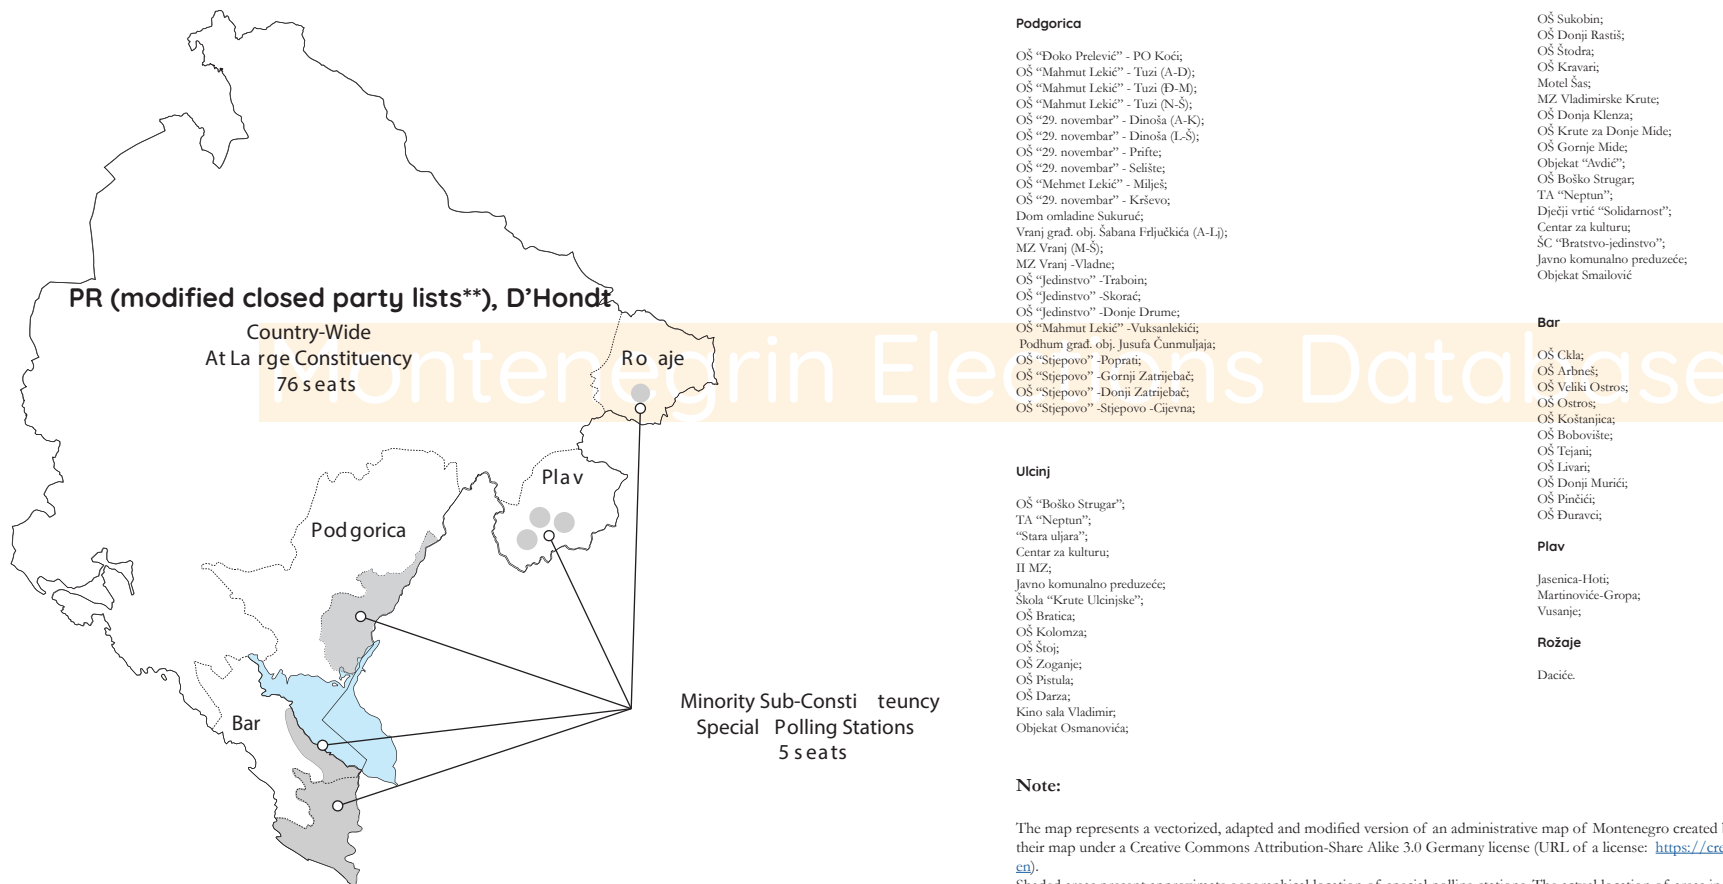 PR (modified closed party lists**), D’Hondt
Country-Wide
At La rge Constituency
76 s e ats
Montenegrin Elections Database
Ro aje
Plav
Podgorica
Bar
Minority Sub-Consti teuncy
Special Polling Stations
5 s e ats
Podgorica
OŠ “Đoko Prelević” - PO Koći;
OŠ “Mahmut Lekić” - Tuzi (A-D);
OŠ “Mahmut Lekić” - Tuzi (Đ-M);
OŠ “Mahmut Lekić” - Tuzi (N-Š);
OŠ “29. novembar” - Dinoša (A-K);
OŠ “29. novembar” - Dinoša (L-Š);
OŠ “29. novembar” - Prifte;
OŠ “29. novembar” - Selište;
OŠ “Mehmet Lekić” - Milješ;
OŠ “29. novembar” - Krševo;
Dom omladine Sukuruć;
Vranj građ. obj. Šabana Frljučkića (A-Lj);
MZ Vranj (M-Š);
MZ Vranj -Vladne;
OŠ “Jedinstvo” -Traboin;
OŠ “Jedinstvo” -Skorać;
OŠ “Jedinstvo” -Donje Drume;
OŠ “Mahmut Lekić” -Vuksanlekići;
Podhum građ. obj. Jusufa Čunmuljaja;
OŠ “Stjepovo” -Poprati;
OŠ “Stjepovo” -Gornji Zatrijebač;
OŠ “Stjepovo” -Donji Zatrijebač;
OŠ “Stjepovo” -Stjepovo -Cijevna;
Ulcinj
OŠ “Boško Strugar”;
TA “Neptun”;
“Stara uljara”;
Centar za kulturu;
II MZ;
Javno komunalno preduzeće;
Škola “Krute Ulcinjske”;
OŠ Bratica;
OŠ Kolomza;
OŠ Štoj;
OŠ Zoganje;
OŠ Pistula;
OŠ Darza;
Kino sala Vladimir;
Objekat Osmanovića;
OŠ Sukobin;
OŠ Donji Rastiš;
OŠ Štodra;
OŠ Kravari;
Motel Šas;
MZ Vladimirske Krute;
OŠ Donja Klenza;
OŠ Krute za Donje Mide;
OŠ Gornje Mide;
Objekat “Avdić”;
OŠ Boško Strugar;
TA “Neptun”;
Dječji vrtić “Solidarnost”;
Centar za kulturu;
ŠC “Bratstvo-jedinstvo”;
Javno komunalno preduzeće;
Objekat Smailović
Bar
OŠ Ckla;
OŠ Arbneš;
OŠ Veliki Ostros;
OŠ Ostros;
OŠ Koštanjica;
OŠ Bobovište;
OŠ Tejani;
OŠ Livari;
OŠ Donji Murići;
OŠ Pinčići;
OŠ Đuravci;
Plav
Jasenica-Hoti;
Martinoviće-Gropa;
Vusanje;
Rožaje
Daciće.
Note:
The map represents a vectorized, adapted and modified version of an administrative map of Montenegro created
their map under a Creative Commons Attribution-Share Alike 3.0 Germany license (URL of a license: https://cre
en).